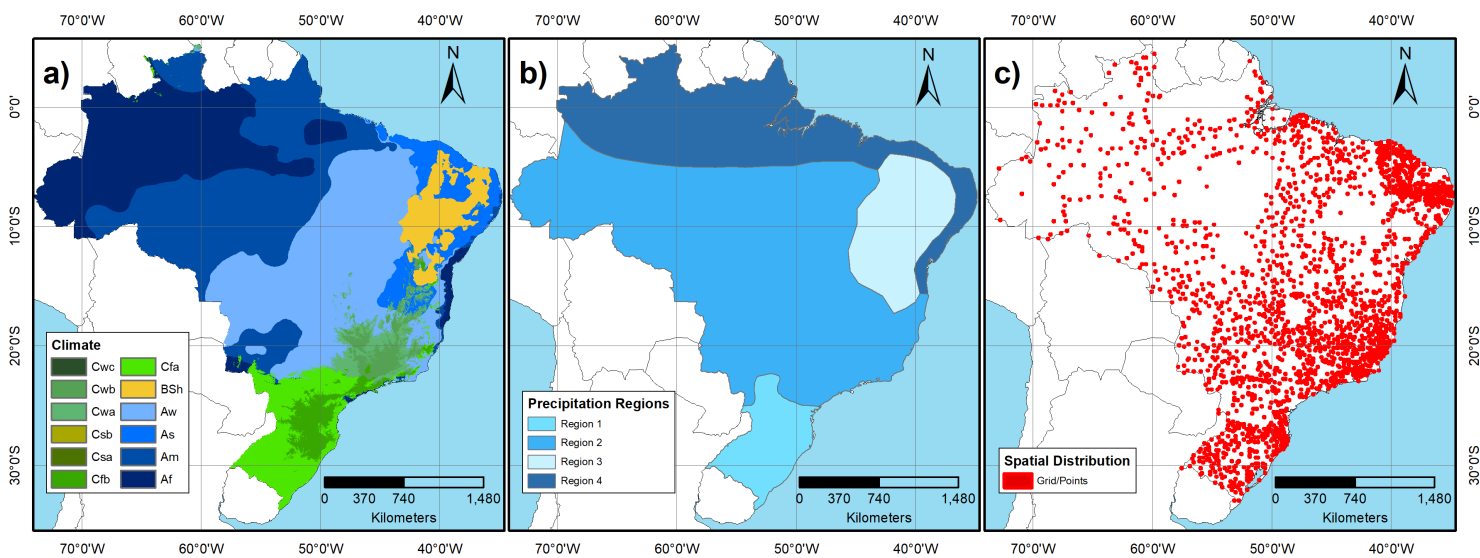 70°0'W 60°0'W 50°0'W 40°0'W 70°0'W 60°0'W 50°0'W 40°0'W 70°0'W 60°0'W 50°0'W 40°0'W
a)
N
b)
N
c)
N
0°0'
10°0'S
20°0'S
30°0'S
0°0'
10°0'S
20°0'S
30°0'S
Climate
Cwc Cfa
Cwb BSh
Cwa Aw
Csb As
Csa Am
Cfb Af
0 370 740 1,480
Kilometers
Precipitation Regions
Region 1
Region 2
Region 3
Region 4
0 370 740 1,480
Kilometers
Spatial Distribution
Grid/Points
0 370 740 1,480
Kilometers
70°0'W 60°0'W 50°0'W 40°0'W 70°0'W 60°0'W 50°0'W 40°0'W 70°0'W 60°0'W 50°0'W 40°0'W